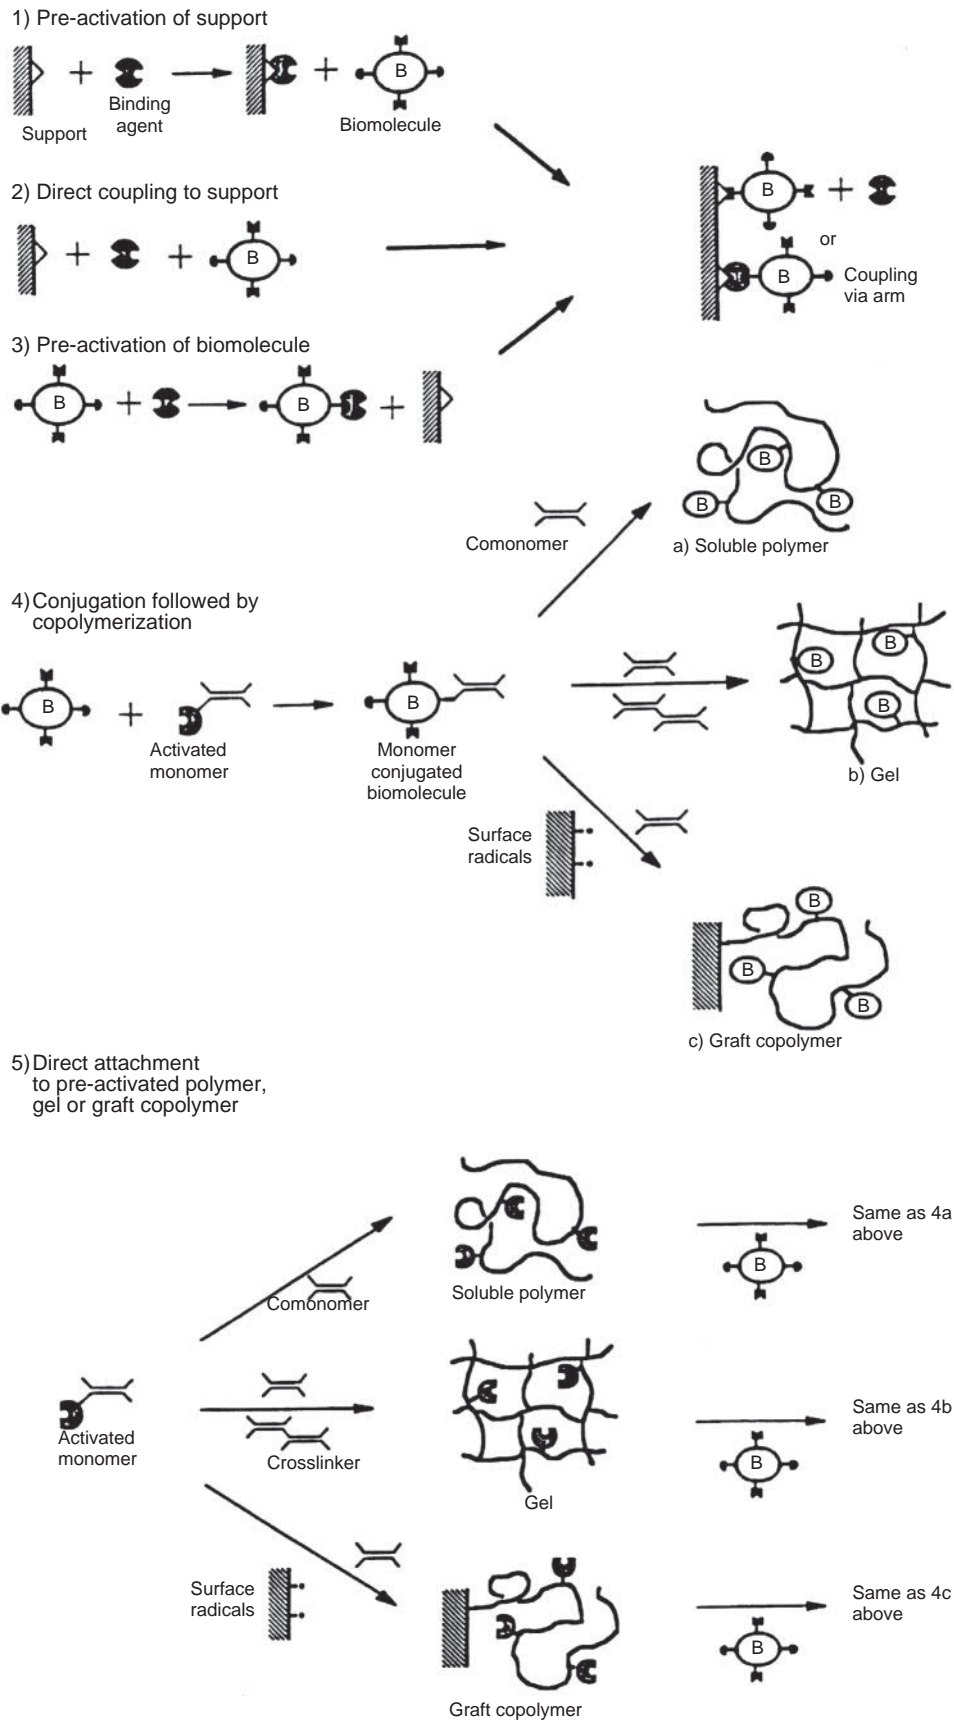 1) Pre-activation of support
B
Binding
agent
Support
Biomolecule
2) Direct coupling to support
B
B
or
B
Coupling
via arm
3) Pre-activation of biomolecule
B
B
B
B
B
Comonomer
a) Soluble polymer
4) Conjugation followed by
copolymerization
B
B
B
B
B
Activated
monomer
Monomer
conjugated
biomolecule
b) Gel
Surface
radicals
B
B
B
c) Graft copolymer
5) Direct attachment
to pre-activated polymer,
gel or graft copolymer
Same as 4a
above
B
Comonomer
Soluble polymer
Activated
monomer
Crosslinker
Gel
Same as 4b
above
B
Surface
radicals
Graft copolymer
Same as 4c
above
B